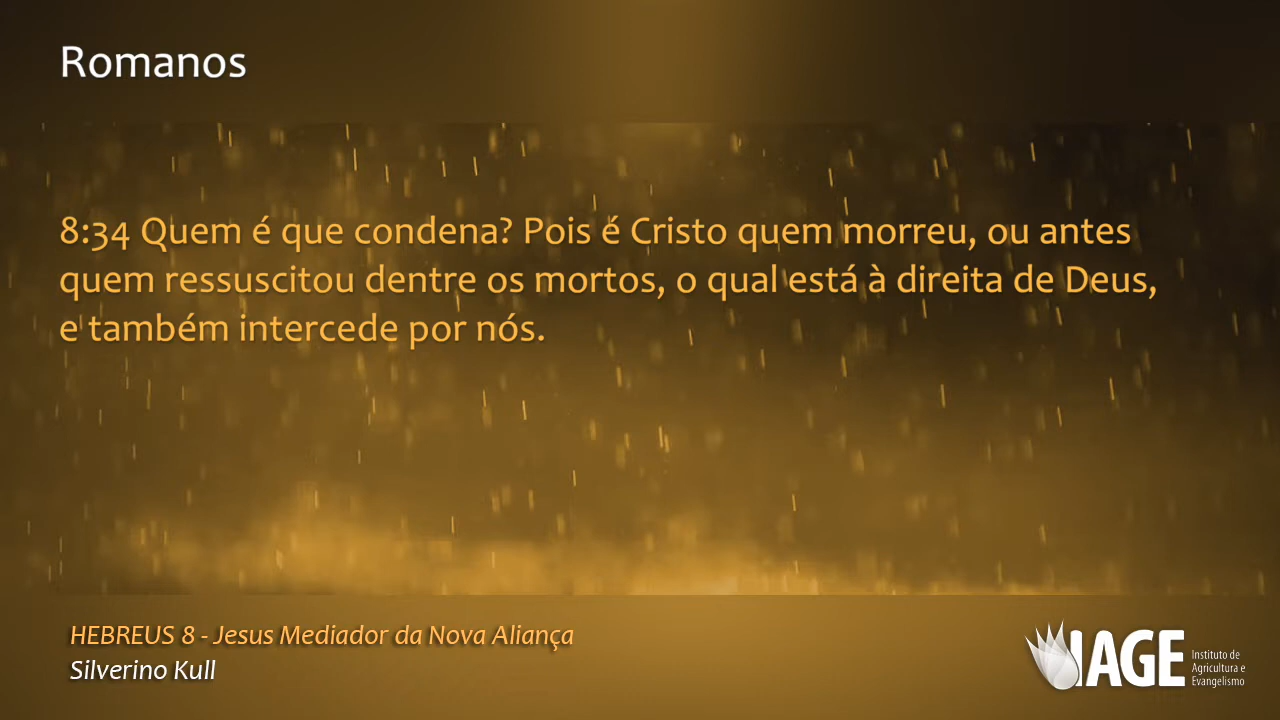 Romanos
8:34 Quem é que condena? Pois é Cristo quem morreu, ou antes
quem ressuscitou dentre os mortos, o qual está à direita de Deus,
e também intercede por nós.
HEBREUS 8 - Jesus Mediador da Nova Aliança
Silverino Kull
IAGE
Instituto de
Agricultura e
Evangelismo